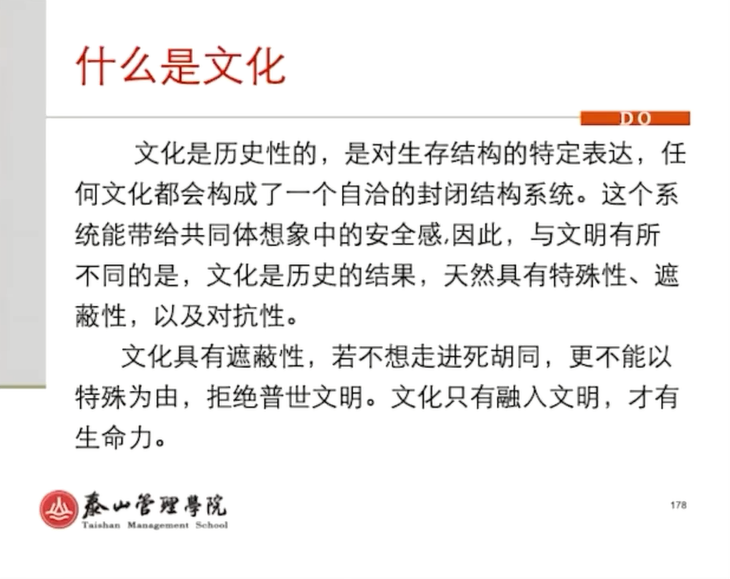 什么是文化
DO
文化是历史性的，是对生存结构的特定表达，任
何文化都会构成了一个自洽的封闭结构系统。这个系
统能带给共同体想象中的安全感,因此，与文明有所
不同的是，文化是历史的结果，天然具有特殊性、遮
蔽性，以及对抗性。
文化具有遮蔽性，若不想走进死胡同，更不能以
特殊为由，拒绝普世文明。文化只有融入文明，才有
生命力。
泰山管理學院
Taishan Management School
178